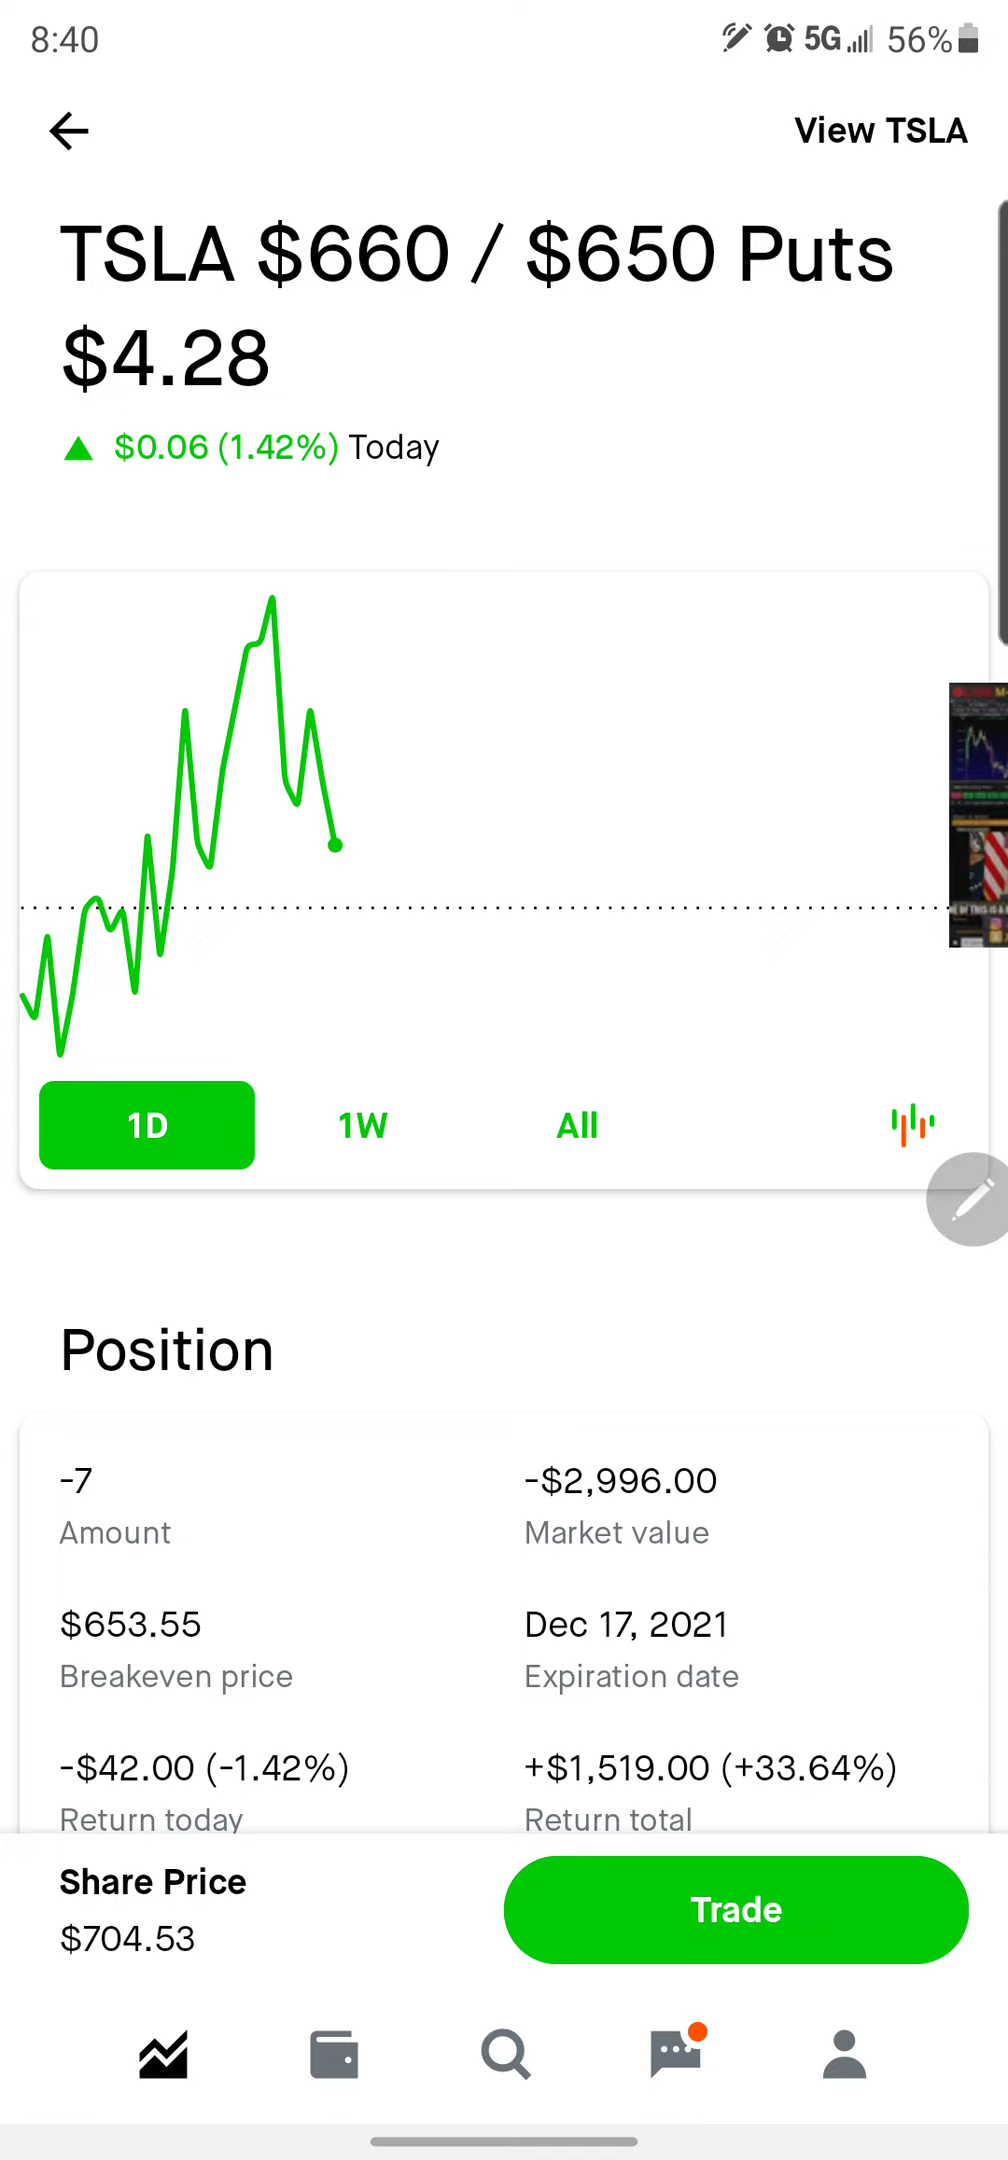 8:40 5G 56%
View TSLA
TSLA $660 / $650 Puts
$4.28
$0.06 (1.42%) Today
1D 1W All
Position
-7 -$2,996.00
Amount Market value
$653.55 Dec 17, 2021
Breakeven price Expiration date
-$42.00 (-1.42%) +$1,519.00 (+33.64%)
Return today Return total
Share Price
$704.53
Trade